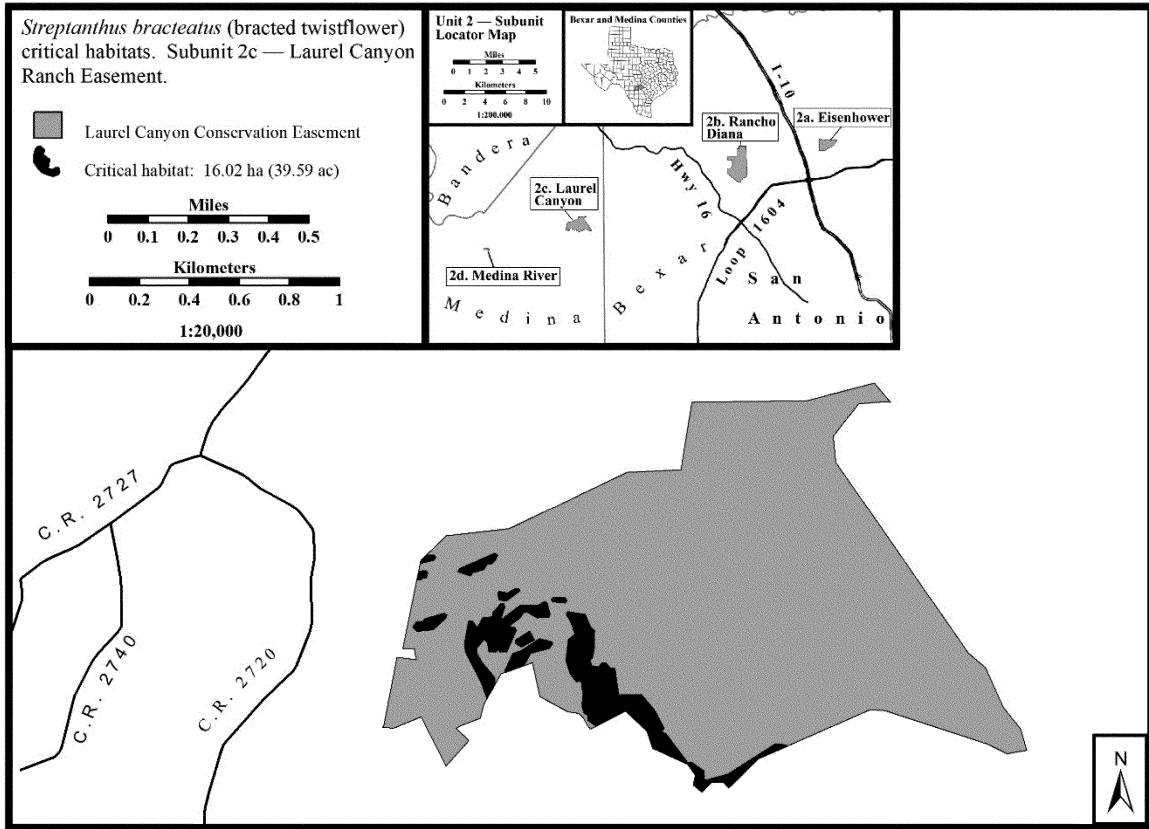 Streptanthus bracteatus (bracted twistflower)
critical habitats. Subunit 2c — Laurel Canyon
Ranch Easement.
Laurel Canyon Conservation Easement
Critical habitat: 16.02 ha (39.59 ac)
Miles
0 0.1 0.2 0.3 0.4 0.5
Kilometers
0 0.2 0.4 0.6 0.8 1
1:20,000
Unit 2 — Subunit
Locator Map
Miles
0 1 2 3 4 5
Kilometers
0 2 4 6 8 10
1:200,000
Bexar and Medina Counties
I-10
2b. Rancho
Diana
2a. Eisenhower
Bandera
Hwy 16
2c. Laurel
Canyon
Loop 1604
2d. Medina River
Bexar
Medina
San
Antonio
C.R. 2727
C.R. 2740
C.R. 2720
N